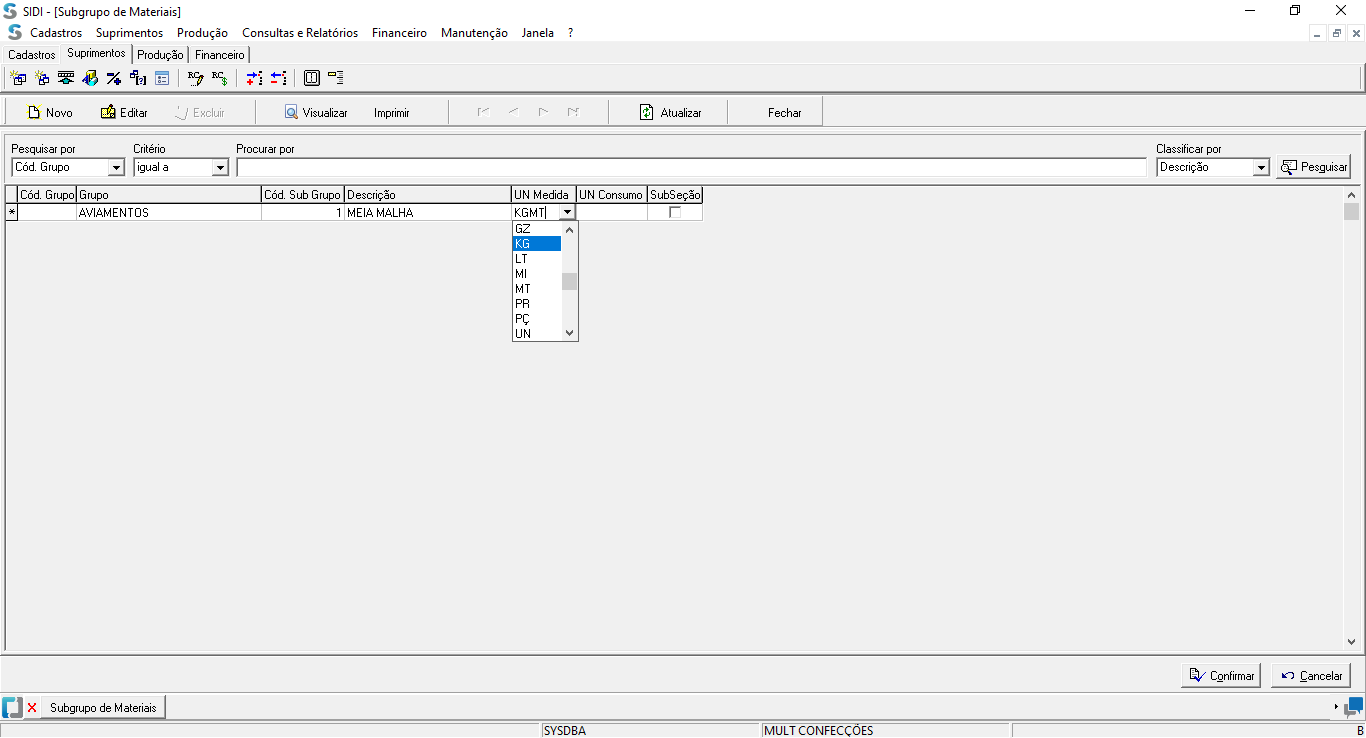 SIDI - [Subgrupo de Materiais]
Cadastros Suprimentos Produção Consultas e Relatórios Financeiro Manutenção Janela ?
Cadastros Suprimentos Produção Financeiro
Novo Editar Excluir Visualizar Imprimir Atualizar Fechar
Pesquisar por Critério Procurar por Classificar por
Cód. Grupo igual a Descrição Pesquisar
Cód. Grupo Grupo Cód. Sub Grupo Descrição UN Medida UN Consumo SubSeção
* AVIAMENTOS 1 MEIA MALHA KGMT
GZ
KG
LT
MI
MT
PR
PÇ
UN
Confirmar Cancelar
Subgrupo de Materiais
SYSDBA MULT CONFECÇÕES B